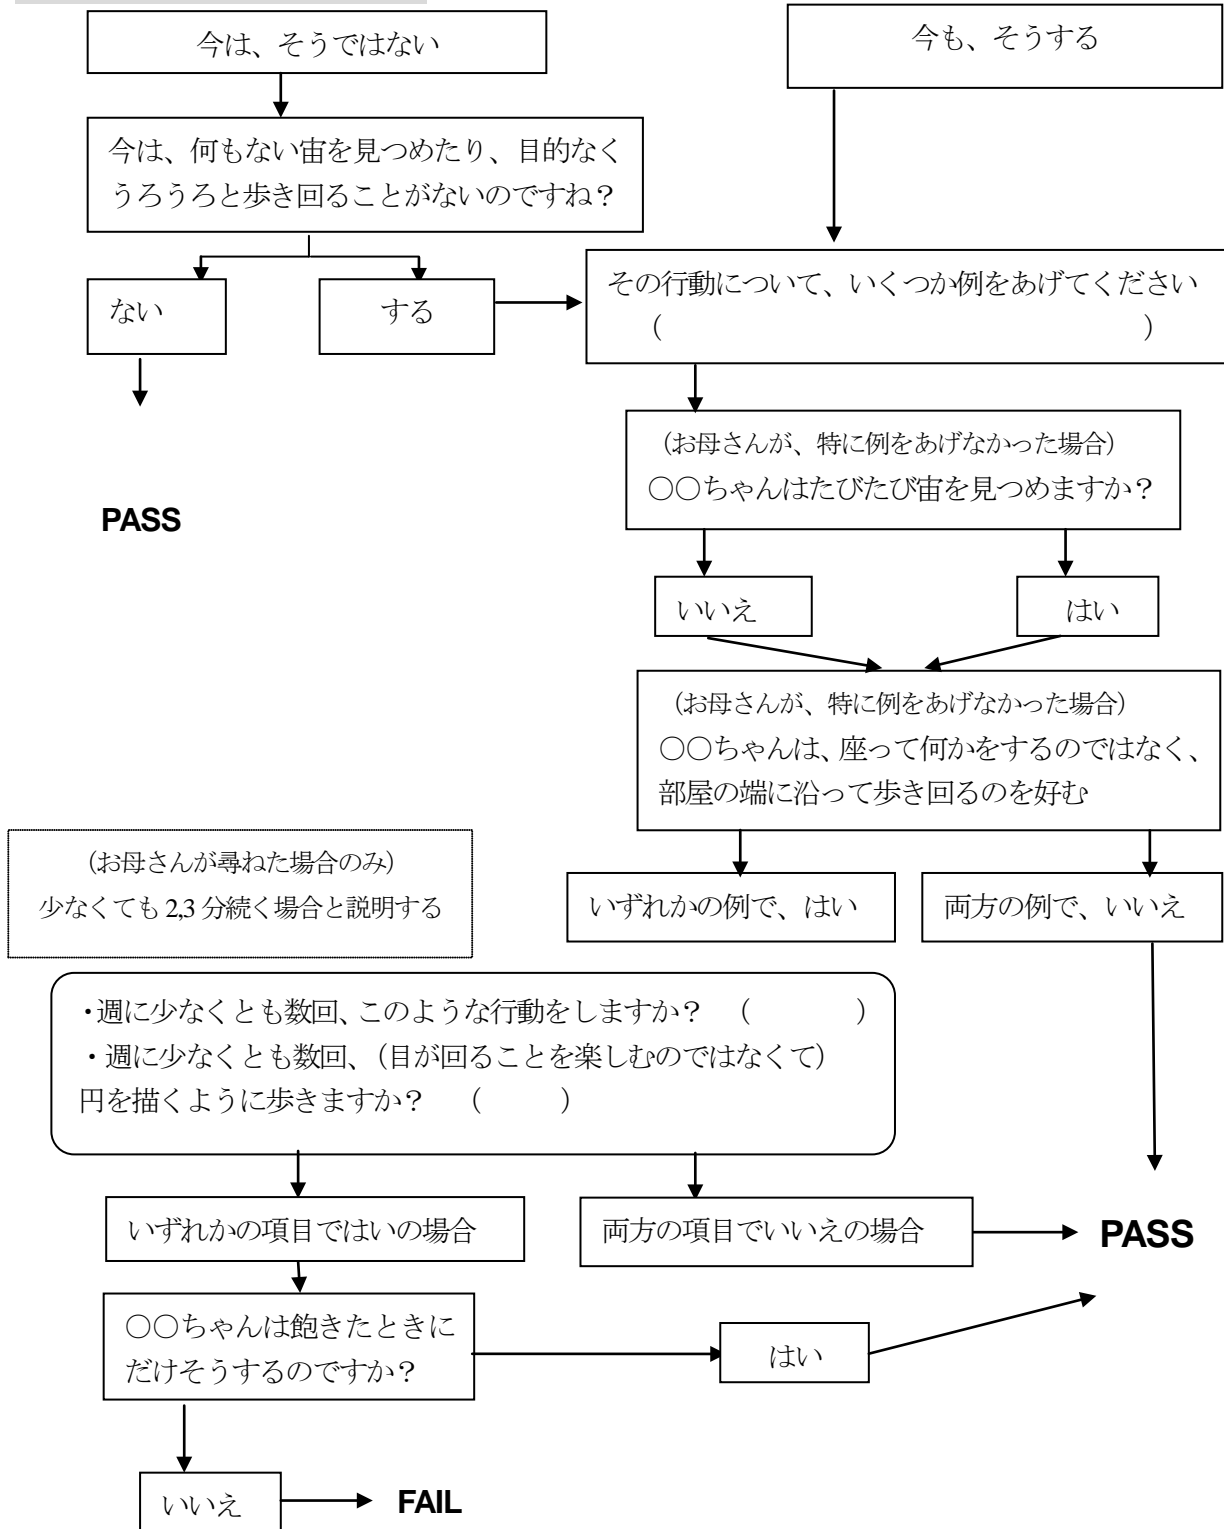 今は、そうではない
今も、そうする
今は、何もない宙を見つめたり、目的なく
うろうろと歩き回ることがないのですね？
ない
する
その行動について、いくつか例をあげてください
（　　　　　　　　　　　　　　　　　　　）
PASS
（お母さんが、特に例をあげなかった場合）
○○ちゃんはたびたび宙を見つめますか？
いいえ
はい
（お母さんが、特に例をあげなかった場合）
○○ちゃんは、座って何かをするのではなく、
部屋の端に沿って歩き回るのを好む
（お母さんが尋ねた場合のみ）
少なくても 2,3 分続く場合と説明する
いずれかの例で、はい
両方の例で、いいえ
・週に少なくとも数回、このような行動をしますか？　（　　　　）
・週に少なくとも数回、（目が回ることを楽しむのではなくて）
円を描くように歩きますか？　（　　　）
いずれかの項目ではいの場合
両方の項目でいいえの場合
PASS
○○ちゃんは飽きたときに
だけそうするのですか？
はい
いいえ
FAIL